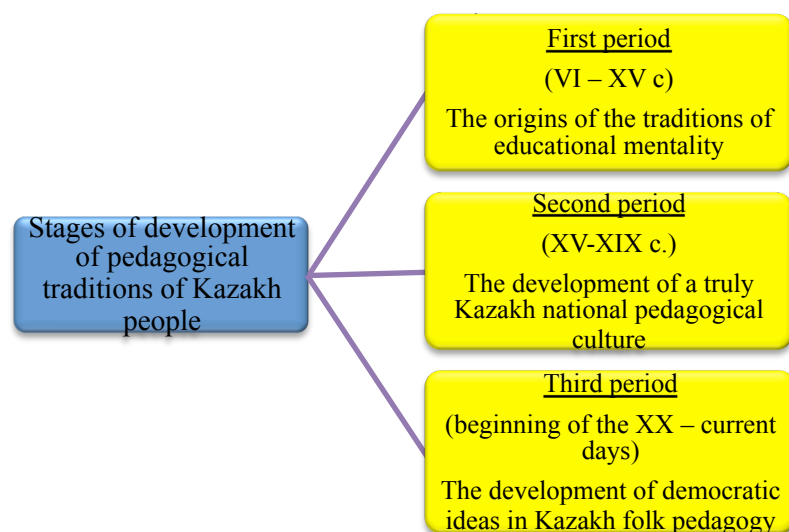 Stages of development
of pedagogical
traditions of Kazakh
people
First period
(VI – XV c)
The origins of the traditions of
educational mentality
Second period
(XV-XIX c.)
The development of a truly
Kazakh national pedagogical
culture
Third period
(beginning of the XX – current
days)
The development of democratic
ideas in Kazakh folk pedagogy